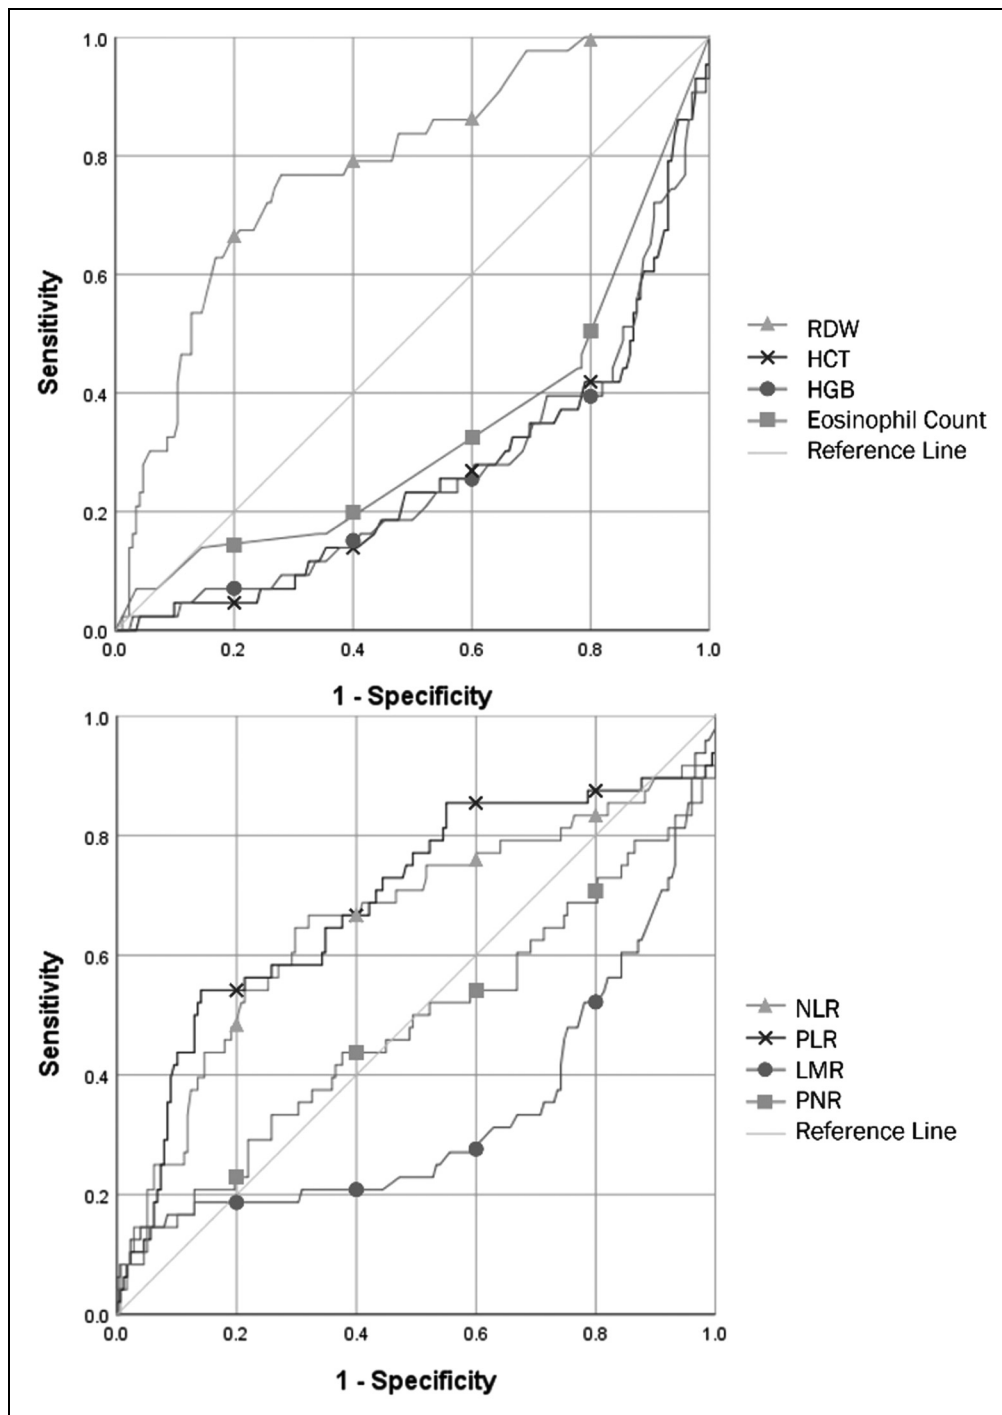 1.0
0.8
0.6
0.4
0.2
0.0
Sensitivity
0.0 0.2 0.4 0.6 0.8 1.0
1 - Specificity
RDW
HCT
HGB
Eosinophil Count
Reference Line
1.0
0.8
0.6
0.4
0.2
0.0
Sensitivity
0.0 0.2 0.4 0.6 0.8 1.0
1 - Specificity
NLR
PLR
LMR
PNR
Reference Line